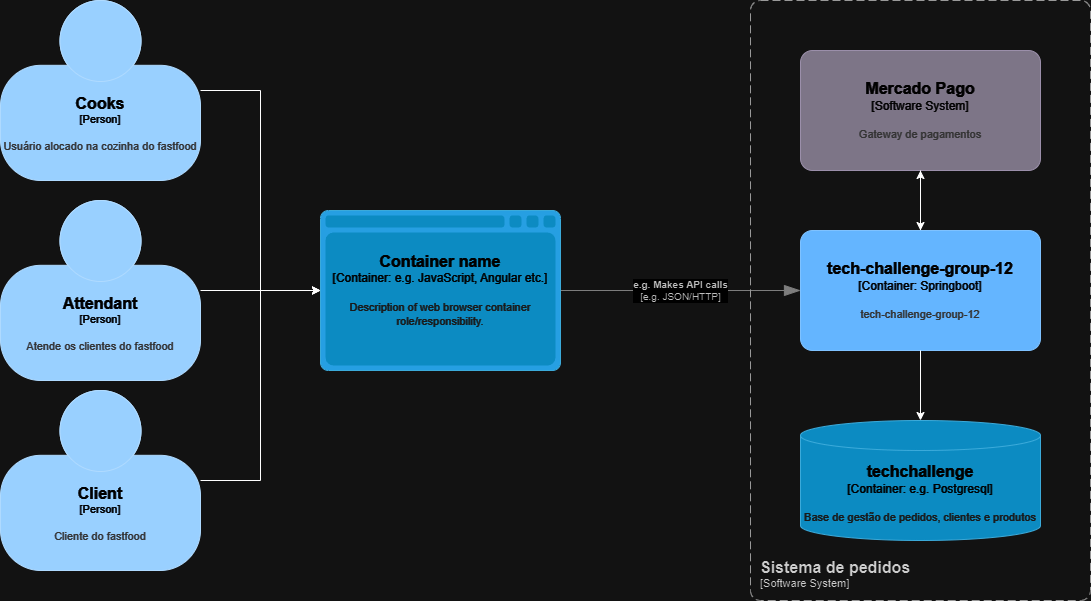 Cooks
[Person]
Usuário alocado na cozinha do fastfood
Attendant
[Person]
Atende os clientes do fastfood
Client
[Person]
Cliente do fastfood
Container name
[Container: e.g. JavaScript, Angular etc.]
Description of web browser container
role/responsibility.
e.g. Makes API calls
[e.g. JSON/HTTP]
Mercado Pago
[Software System]
Gateway de pagamentos
tech-challenge-group-12
[Container: Springboot]
tech-challenge-group-12
techchallenge
[Container: e.g. Postgresql]
Base de gestão de pedidos, clientes e produtos
Sistema de pedidos
[Software System]